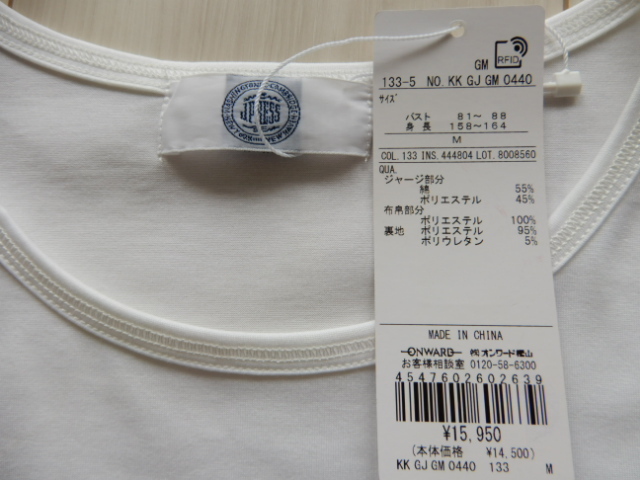 J.PRESS
GM
RFID
133-5 NO. KK GJ GM 0440
サイズ
バスト 81～ 88
身長 158～164
M
COL. 133 INS. 444804 LOT. 8008560
QUA.
ジャージ部分
綿 55%
ポリエステル 45%
布帛部分
ポリエステル 100%
裏地 ポリエステル 95%
ポリウレタン 5%
MADE IN CHINA
ONWARD ㈱オンワード樫山
お客様相談室 0120-58-6300
4547602602639
¥15,950
(本体価格 ¥14,500)
KK GJ GM 0440 133 M